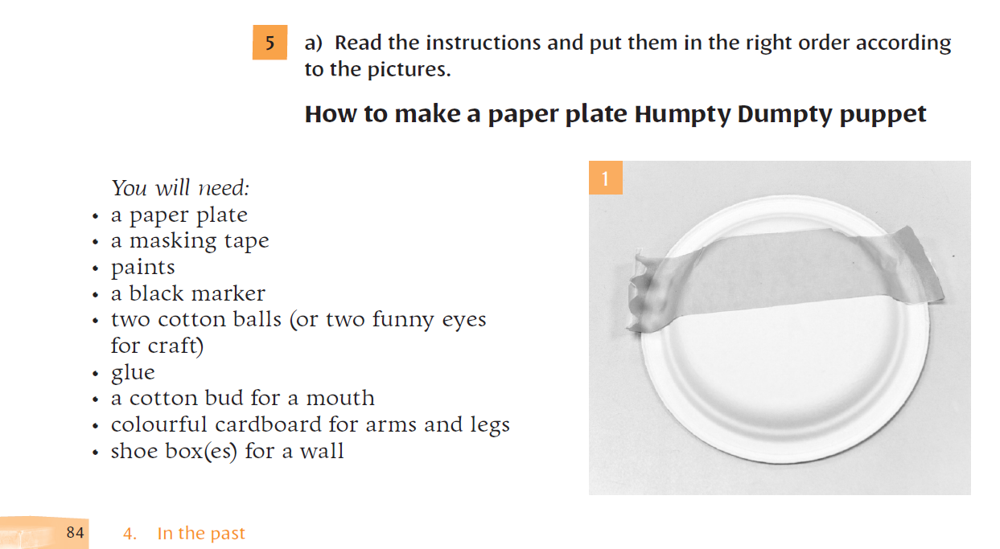 5
a) Read the instructions and put them in the right order according
to the pictures.
How to make a paper plate Humpty Dumpty puppet
You will need:
• a paper plate
• a masking tape
• paints
• a black marker
• two cotton balls (or two funny eyes
for craft)
• glue
• a cotton bud for a mouth
• colourful cardboard for arms and legs
• shoe box(es) for a wall
1
84
4. In the past